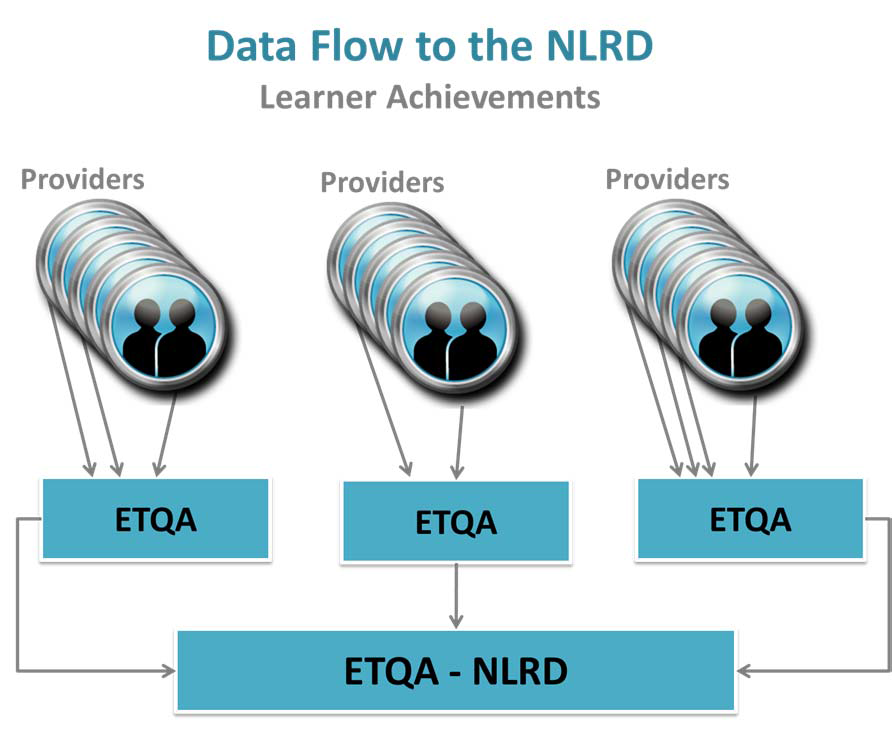 Data Flow to the NLRD
Learner Achievements
Providers
Providers
Providers
ETQA
ETQA
ETQA
ETQA - NLRD